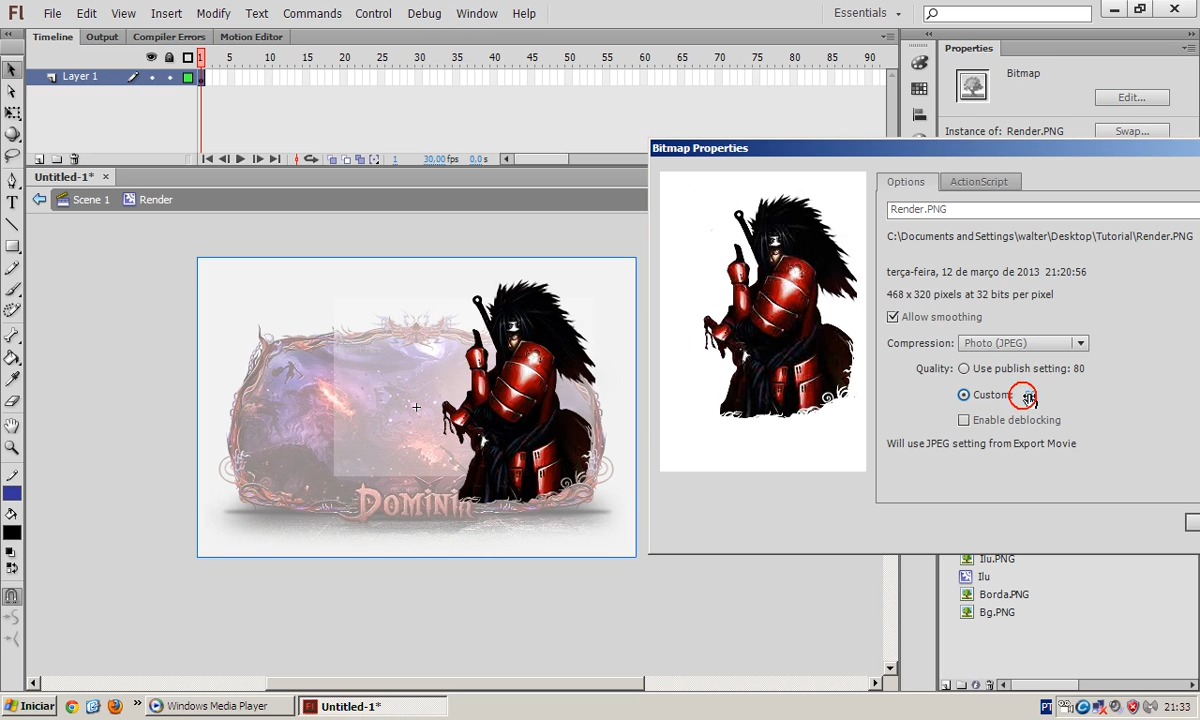 Fl File Edit View Insert Modify Text Commands Control Debug Window Help Essentials
Timeline Output Compiler Errors Motion Editor Properties
1 5 10 15 20 25 30 35 40 45 50 55 60 65 70 75 80 85 90
Layer 1
Bitmap
Edit...
Instance of: Render.PNG Swap...
1 30,00 fps 0,0 s
Untitled-1*
Scene 1 Render
Bitmap Properties
Options ActionScript
Render.PNG
C:\Documents and Settings\walter\Desktop\Tutorial\Render.PNG
terça-feira, 12 de março de 2013 21:20:56
468 x 320 pixels at 32 bits per pixel
Allow smoothing
Compression: Photo (JPEG)
Quality: Use publish setting: 80
Custom:
Enable deblocking
Will use JPEG setting from Export Movie
Dominin
Ilu.PNG
Ilu
Borda.PNG
Bg.PNG
Iniciar Windows Media Player Untitled-1* PT 21:33